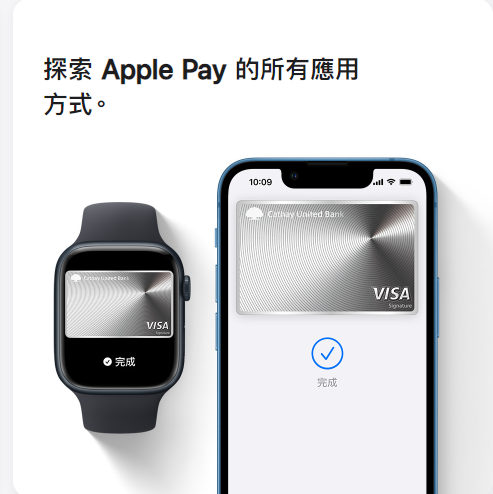 探索 Apple Pay 的所有應用
方式。
10:09
Cathay United Bank
VISA
Signature
完成
Cathay United Bank
VISA
Signature
完成